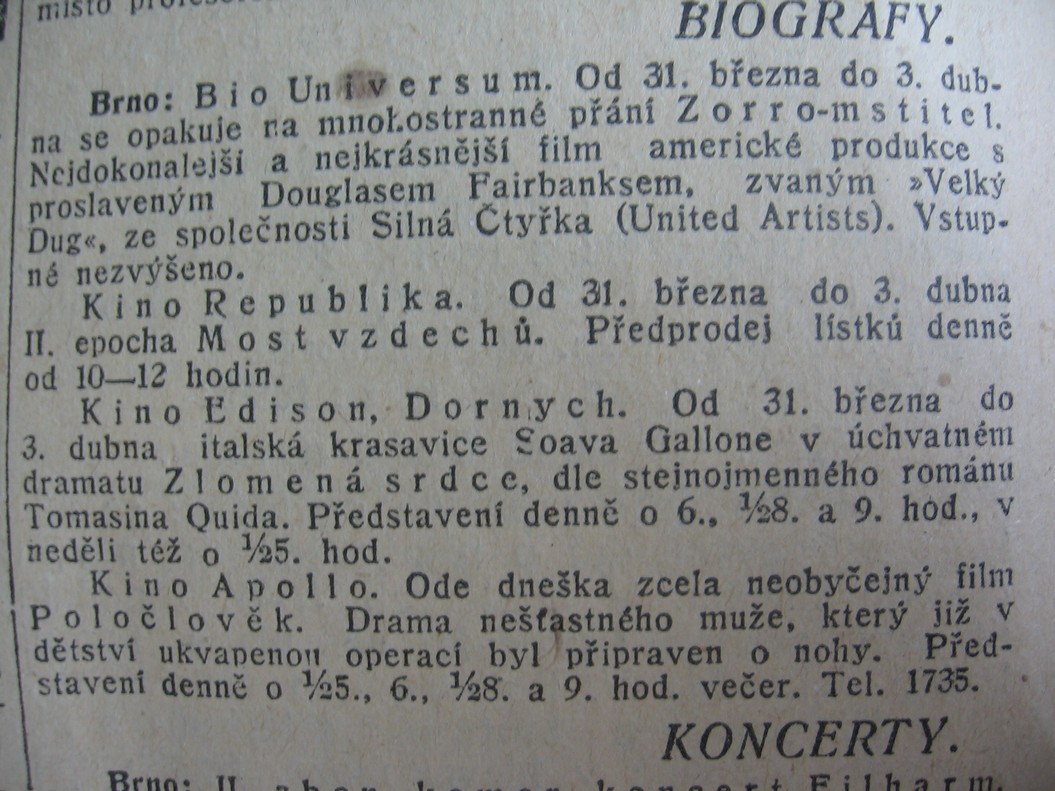 místo
BIOGRAFY.
Brno: Bio Universum. Od 31. března do 3. dub-
na se opakuje na mnohostranné přání Zorro-mstitel.
Nejdokonalejší a nejkrásnější film americké produkce s
proslaveným Douglasem Fairbanksem, zvaným »Velký
Dug«, ze společnosti Silná Čtyřka (United Artists). Vstup-
né nezvýšeno.
Kino Republika. Od 31. března do 3. dubna
II. epocha Most vzdechů. Předprodej lístků denně
od 10—12 hodin.
Kino Edison, Dornych. Od 31. března do
3. dubna italská krasavice Soava Gallone v úchvatném
dramatu Zlomená srdce, dle stejnojmenného románu
Tomasina Quida. Představení denně o 6., ½8. a 9. hod., v
neděli též o ½5. hod.
Kino Apollo. Ode dneška zcela neobyčejný film
Poločlověk. Drama nešťastného muže, který již v
dětství ukvapenou operací byl připraven o nohy. Před-
stavení denně o ½5., 6., ½8. a 9. hod. večer. Tel. 1735.
KONCERTY.
Brno: II. koncert Filharm.